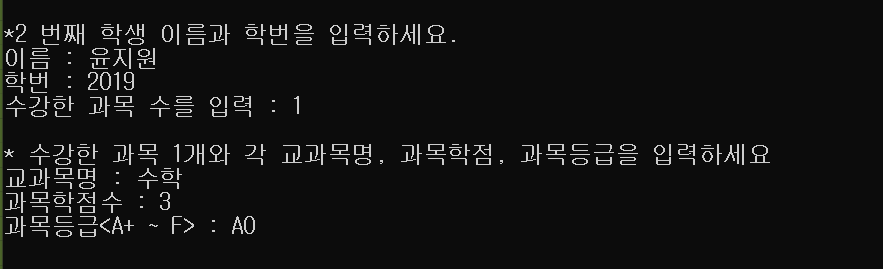 *2 번째 학생 이름과 학번을 입력하세요.
이름 : 윤지원
학번 : 2019
수강한 과목 수를 입력 : 1
* 수강한 과목 1개와 각 교과목명, 과목학점, 과목등급을 입력하세요
교과목명 : 수학
과목학점수 : 3
과목등급<A+ ~ F> : A0